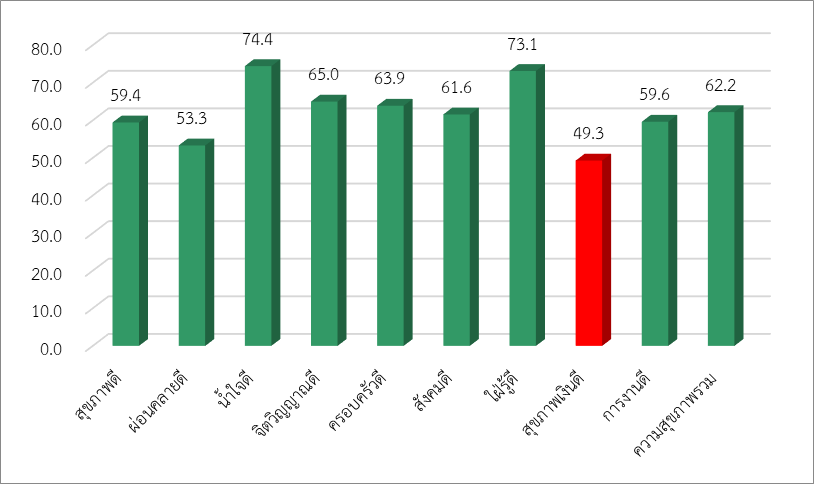 80.0
70.0
60.0
50.0
40.0
30.0
20.0
10.0
0.0
59.4
53.3
74.4
65.0
63.9
61.6
73.1
49.3
59.6
62.2
สุขภาพดี
ผ่อนคลายดี
น้ำใจดี
จิตวิญญาณดี
ครอบครัวดี
สังคมดี
ใฝ่รู้ดี
สุขภาพเงินดี
การงานดี
ความสุขภาพรวม